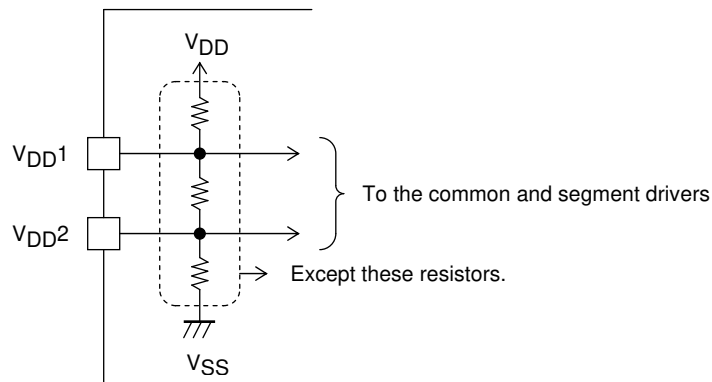 VDD
VDD1
To the common and segment drivers
VDD2
Except these resistors.
VSS